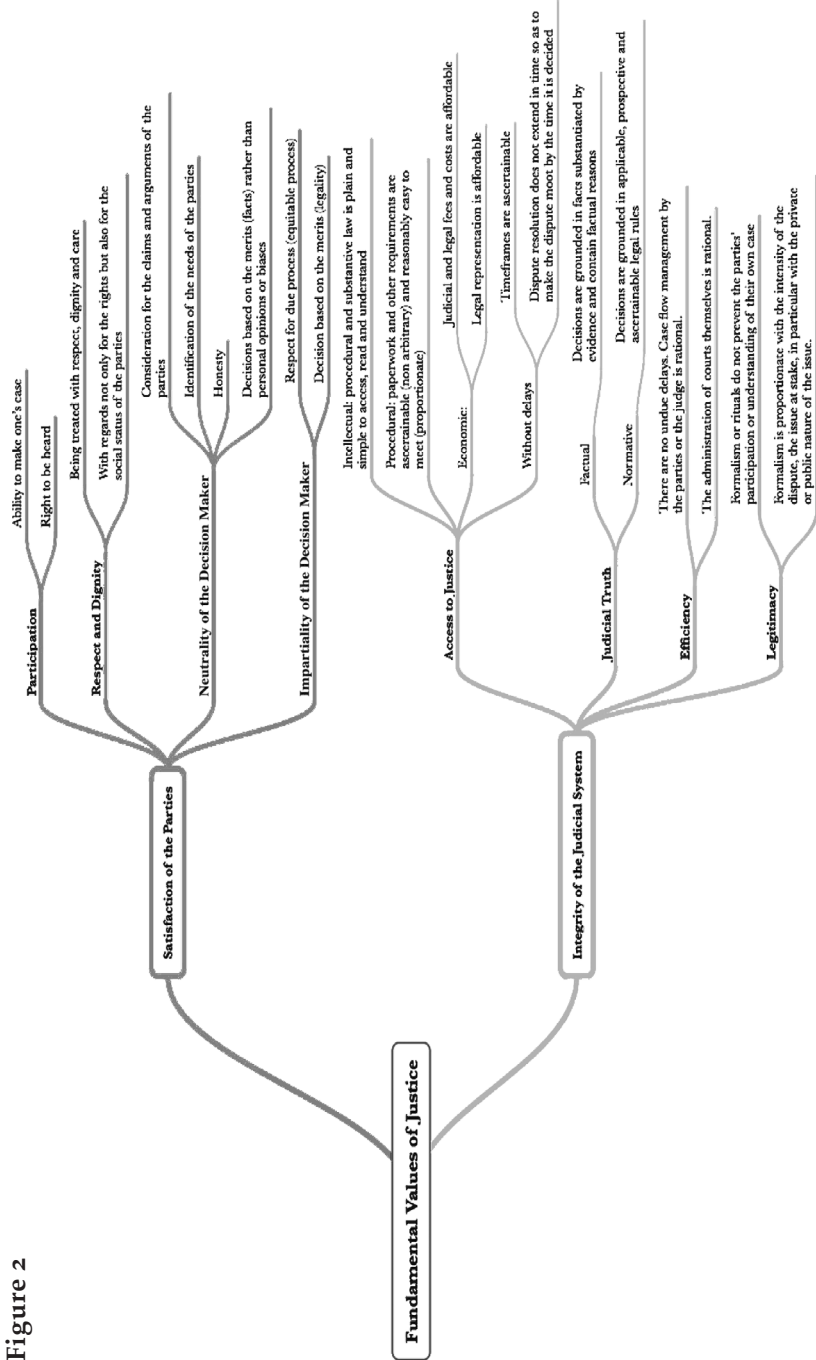 Figure 2
Fundamental Values of Justice
Satisfaction of the Parties
Participation
Ability to make one's case
Right to be heard
Respect and Dignity
Being treated with respect, dignity and care
With regards not only for the rights but also for the
social status of the parties
Neutrality of the Decision Maker
Consideration for the claims and arguments of the
parties
Identification of the needs of the parties
Honesty
Decisions based on the merits (facts) rather than
personal opinions or biases
Impartiality of the Decision Maker
Respect for due process (equitable process)
Decision based on the merits (legality)
Integrity of the Judicial System
Access to Justice
Intellectual: procedural and substantive law is plain and
simple to access, read and understand
Procedural: paperwork and other requirements are
ascertainable (non arbitrary) and reasonably easy to
meet (proportionate)
Economic:
Judicial and legal fees and costs are affordable
Legal representation is affordable
Without delays
Timeframes are ascertainable
Dispute resolution does not extend in time so as to
make the dispute moot by the time it is decided
Judicial Truth
Factual
Decisions are grounded in facts substantiated by
evidence and contain factual reasons
Normative
Decisions are grounded in applicable, prospective and
ascertainable legal rules
Efficiency
There are no undue delays. Case flow management by
the parties or the judge is rational.
The administration of courts themselves is rational.
Legitimacy
Formalism or rituals do not prevent the parties'
participation or understanding of their own case
Formalism is proportionate with the intensity of the
dispute, the issue at stake, in particular with the private
or public nature of the issue.